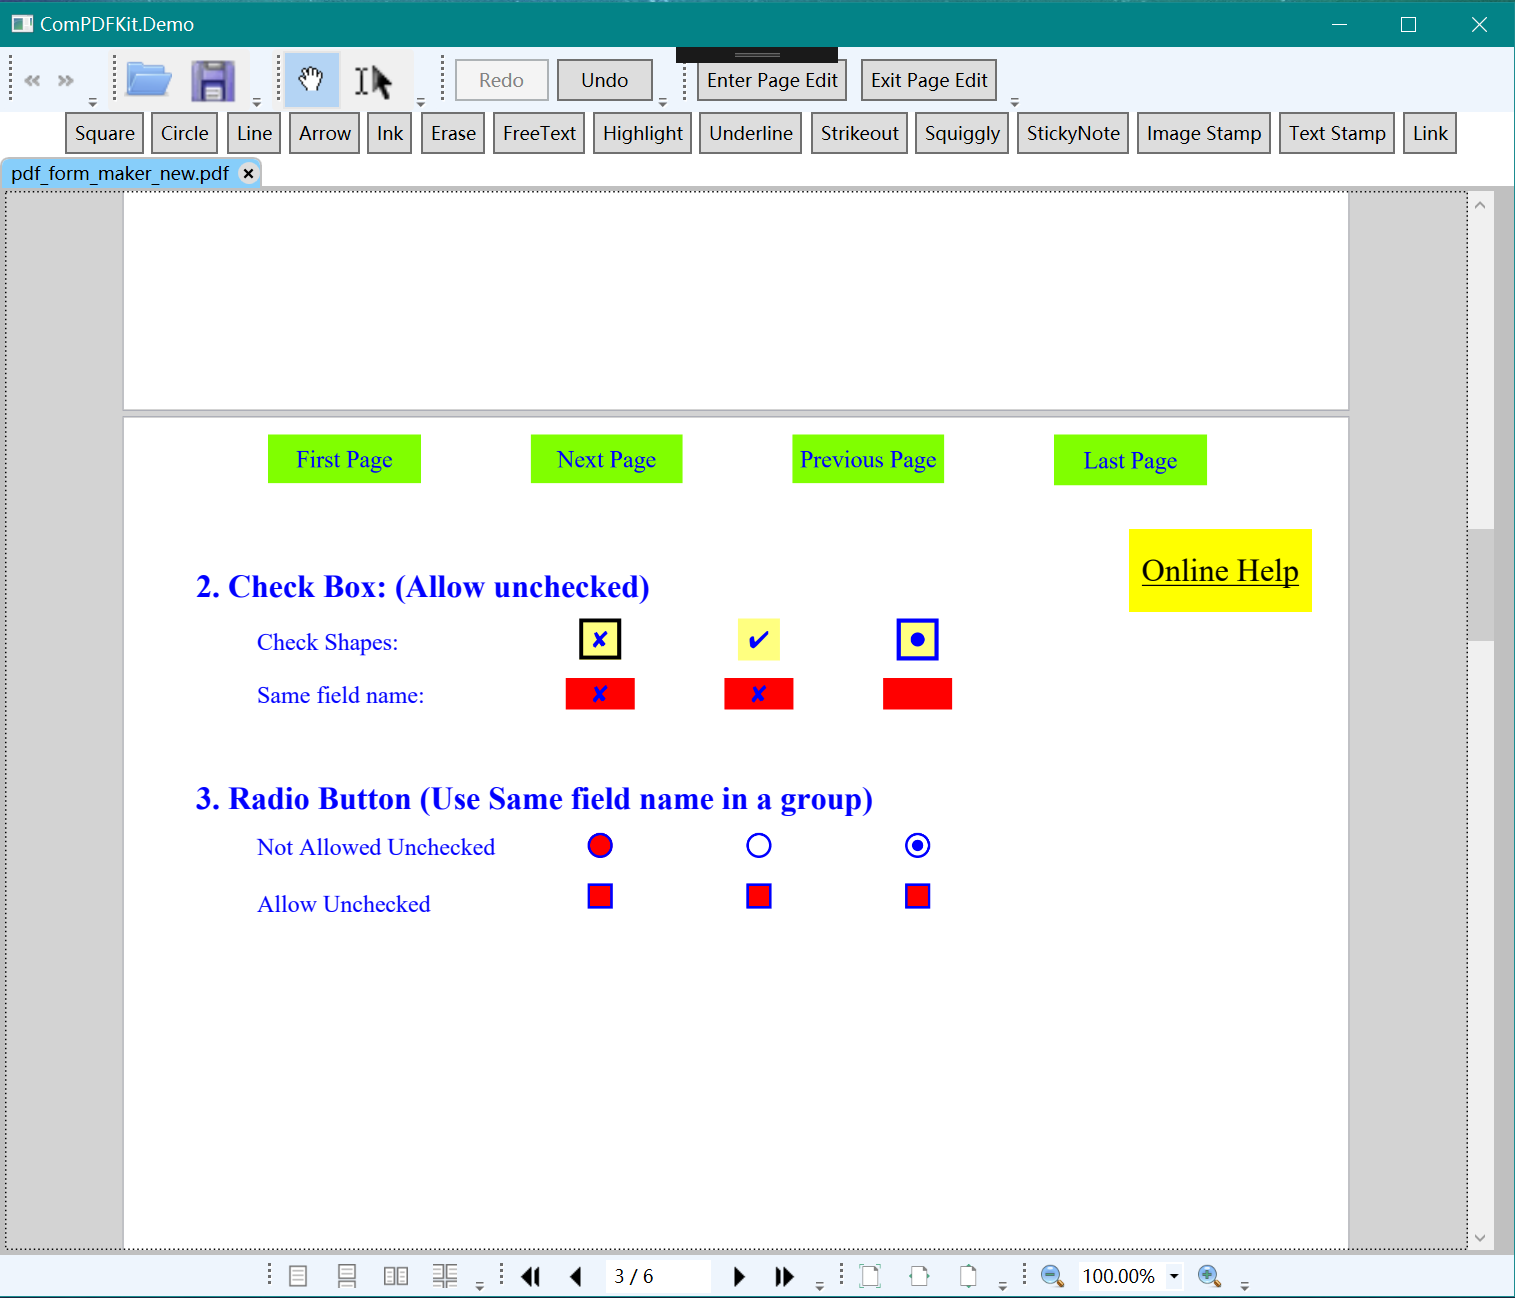 ComPDFKit.Demo
Redo Undo Enter Page Edit Exit Page Edit
Square Circle Line Arrow Ink Erase FreeText Highlight Underline Strikeout Squiggly StickyNote Image Stamp Text Stamp Link
pdf_form_maker_new.pdf
First Page Next Page Previous Page Last Page
Online Help
2. Check Box: (Allow unchecked)
Check Shapes:
Same field name:
3. Radio Button (Use Same field name in a group)
Not Allowed Unchecked
Allow Unchecked
3 / 6 100.00%